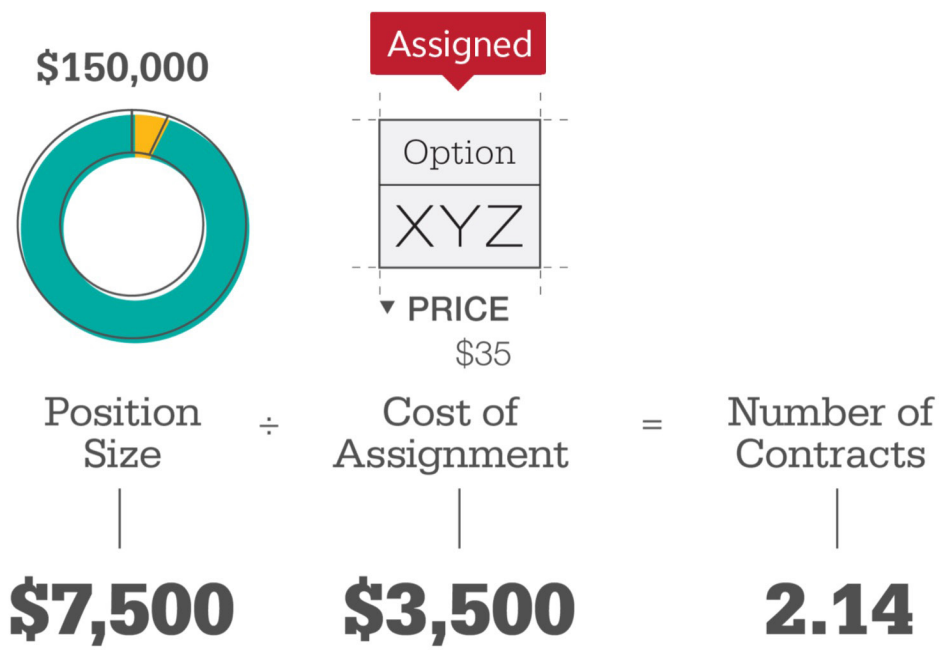 $150,000
Assigned
Option
XYZ
▼ PRICE
$35
Position
Size
÷
Cost of
Assignment
=
Number of
Contracts
$7,500
$3,500
2.14